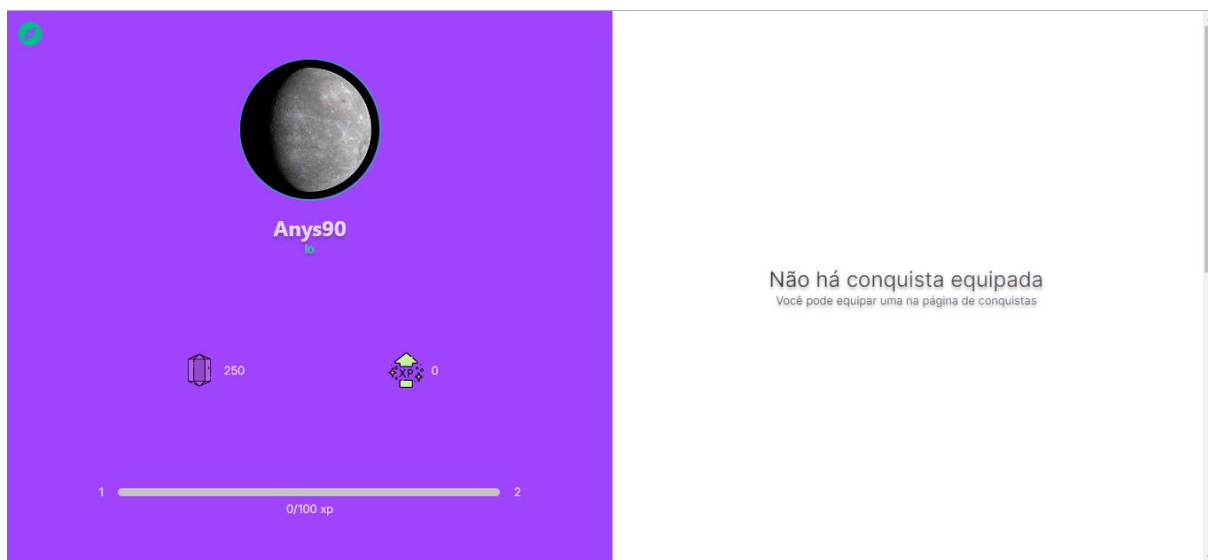 Anys90
Io
250
XP
0
1
2
0/100 xp
Não há conquista equipada
Você pode equipar uma na página de conquistas